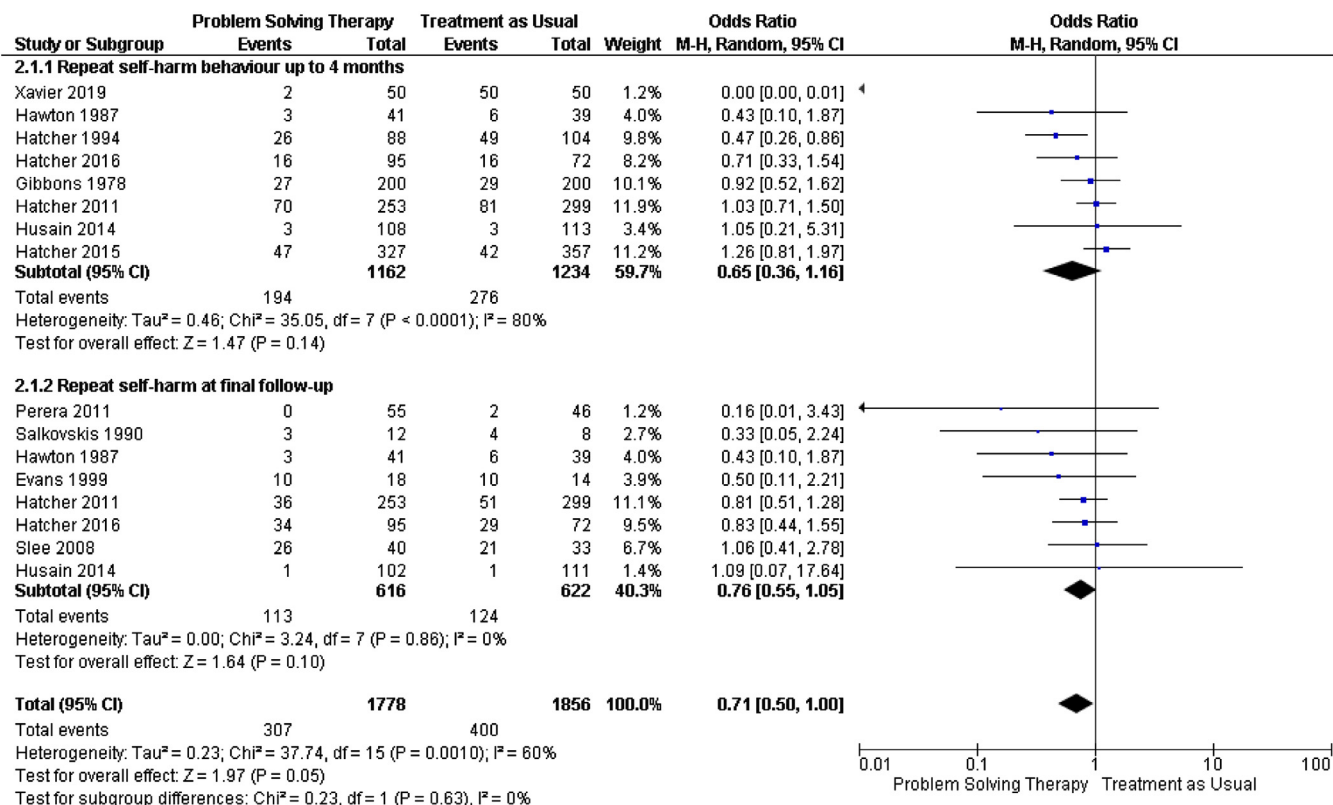 Problem Solving Therapy Treatment as Usual Odds Ratio Odds Ratio
Study or Subgroup Events Total Events Total Weight M-H, Random, 95% CI M-H, Random, 95% CI
2.1.1 Repeat self-harm behaviour up to 4 months
Xavier 2019 2 50 50 50 1.2% 0.00 [0.00, 0.01]
Hawton 1987 3 41 6 39 4.0% 0.43 [0.10, 1.87]
Hatcher 1994 26 88 49 104 9.8% 0.47 [0.26, 0.86]
Hatcher 2016 16 95 16 72 8.2% 0.71 [0.33, 1.54]
Gibbons 1978 27 200 29 200 10.1% 0.92 [0.52, 1.62]
Hatcher 2011 70 253 81 299 11.9% 1.03 [0.71, 1.50]
Husain 2014 3 108 3 113 3.4% 1.05 [0.21, 5.31]
Hatcher 2015 47 327 42 357 11.2% 1.26 [0.81, 1.97]
Subtotal (95% CI) 1162 1234 59.7% 0.65 [0.36, 1.16]
Total events 194 276
Heterogeneity: Tau² = 0.46; Chi² = 35.05, df = 7 (P < 0.0001); I² = 80%
Test for overall effect: Z = 1.47 (P = 0.14)
2.1.2 Repeat self-harm at final follow-up
Perera 2011 0 55 2 46 1.2% 0.16 [0.01, 3.43]
Salkovskis 1990 3 12 4 8 2.7% 0.33 [0.05, 2.24]
Hawton 1987 3 41 6 39 4.0% 0.43 [0.10, 1.87]
Evans 1999 10 18 10 14 3.9% 0.50 [0.11, 2.21]
Hatcher 2011 36 253 51 299 11.1% 0.81 [0.51, 1.28]
Hatcher 2016 34 95 29 72 9.5% 0.83 [0.44, 1.55]
Slee 2008 26 40 21 33 6.7% 1.06 [0.41, 2.78]
Husain 2014 1 102 1 111 1.4% 1.09 [0.07, 17.64]
Subtotal (95% CI) 616 622 40.3% 0.76 [0.55, 1.05]
Total events 113 124
Heterogeneity: Tau² = 0.00; Chi² = 3.24, df = 7 (P = 0.86); I² = 0%
Test for overall effect: Z = 1.64 (P = 0.10)
Total (95% CI) 1778 1856 100.0% 0.71 [0.50, 1.00]
Total events 307 400
Heterogeneity: Tau² = 0.23; Chi² = 37.74, df = 15 (P = 0.0010); I² = 60%
Test for overall effect: Z = 1.97 (P = 0.05)
Test for subgroup differences: Chi² = 0.23, df = 1 (P = 0.63), I² = 0%
0.01 0.1 1 10 100
Problem Solving Therapy Treatment as Usual